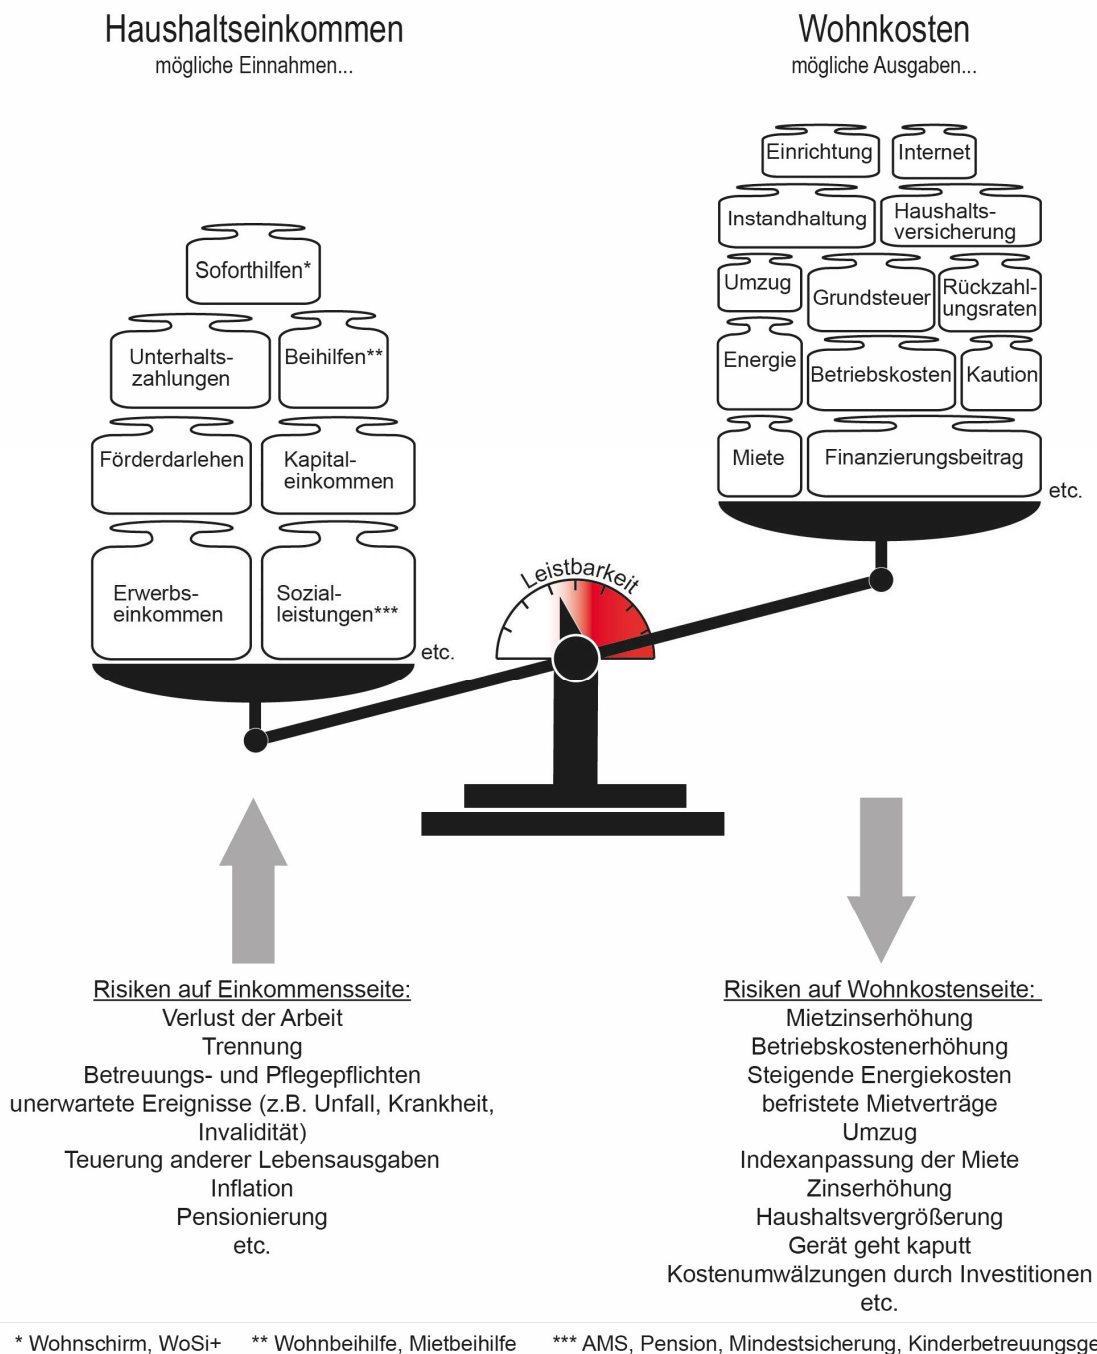 Haushaltseinkommen
mögliche Einnahmen...
Soforthilfen*
Unterhalts-
zahlungen
Beihilfen**
Förderdarlehen
Kapital-
einkommen
Erwerbs-
einkommen
Sozial-
leistungen***
etc.
Wohnkosten
mögliche Ausgaben...
Einrichtung
Internet
Instandhaltung
Haushalts-
versicherung
Umzug
Grundsteuer
Rückzahl-
ungsraten
Energie
Betriebskosten
Kaution
Miete
Finanzierungsbeitrag
etc.
Leistbarkeit
Risiken auf Einkommensseite:
Verlust der Arbeit
Trennung
Betreuungs- und Pflegepflichten
unerwartete Ereignisse (z.B. Unfall, Krankheit,
Invalidität)
Teuerung anderer Lebensausgaben
Inflation
Pensionierung
etc.
Risiken auf Wohnkostenseite:
Mietzinserhöhung
Betriebskostenerhöhung
Steigende Energiekosten
befristete Mietverträge
Umzug
Indexanpassung der Miete
Zinserhöhung
Haushaltsvergrößerung
Gerät geht kaputt
Kostenumwälzungen durch Investitionen
etc.
* Wohnschirm, WoSi+ ** Wohnbeihilfe, Mietbeihilfe *** AMS, Pension, Mindestsicherung, Kinderbetreuungsge